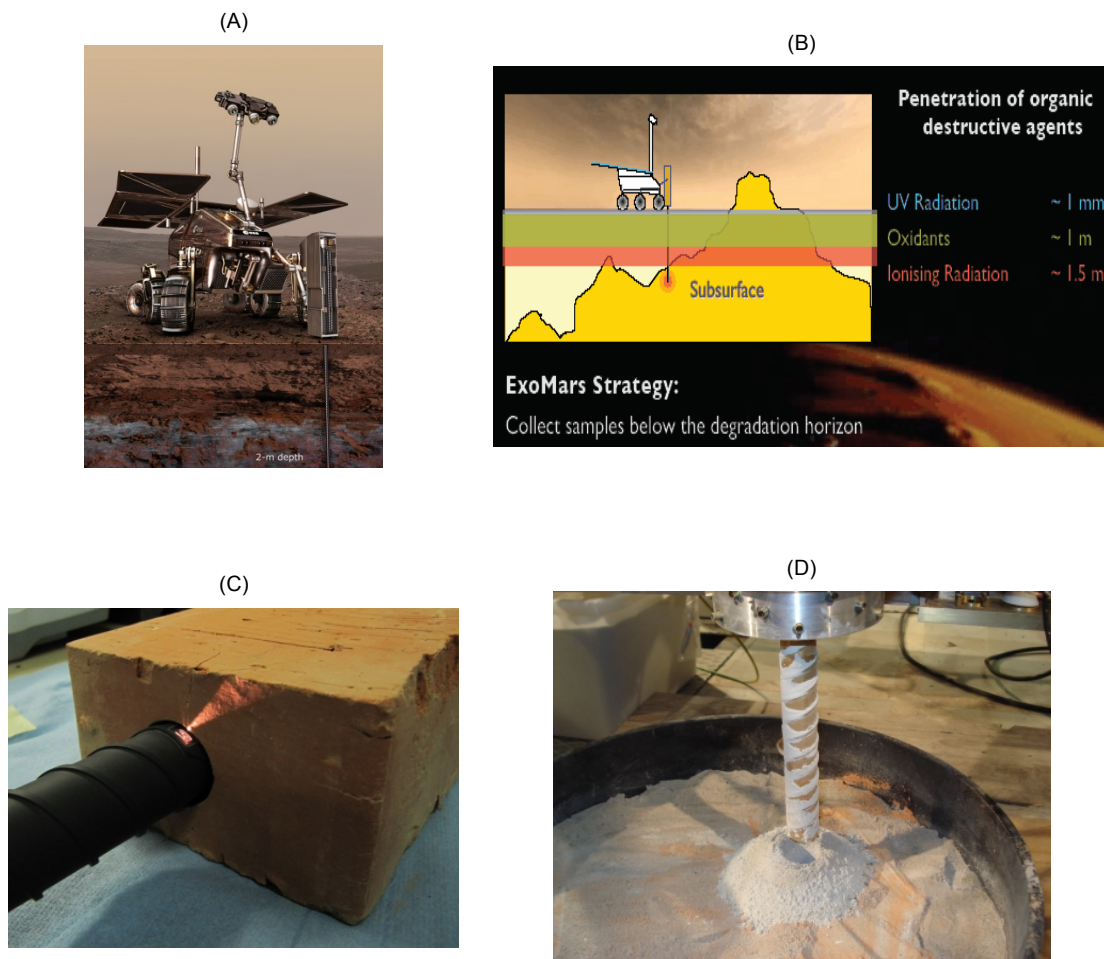 (A)
2-m depth
(B)
Penetration of organic
destructive agents
UV Radiation ~ 1 mm
Oxidants ~ 1 m
Ionising Radiation ~ 1.5 m
Subsurface
ExoMars Strategy:
Collect samples below the degradation horizon
(C)
(D)